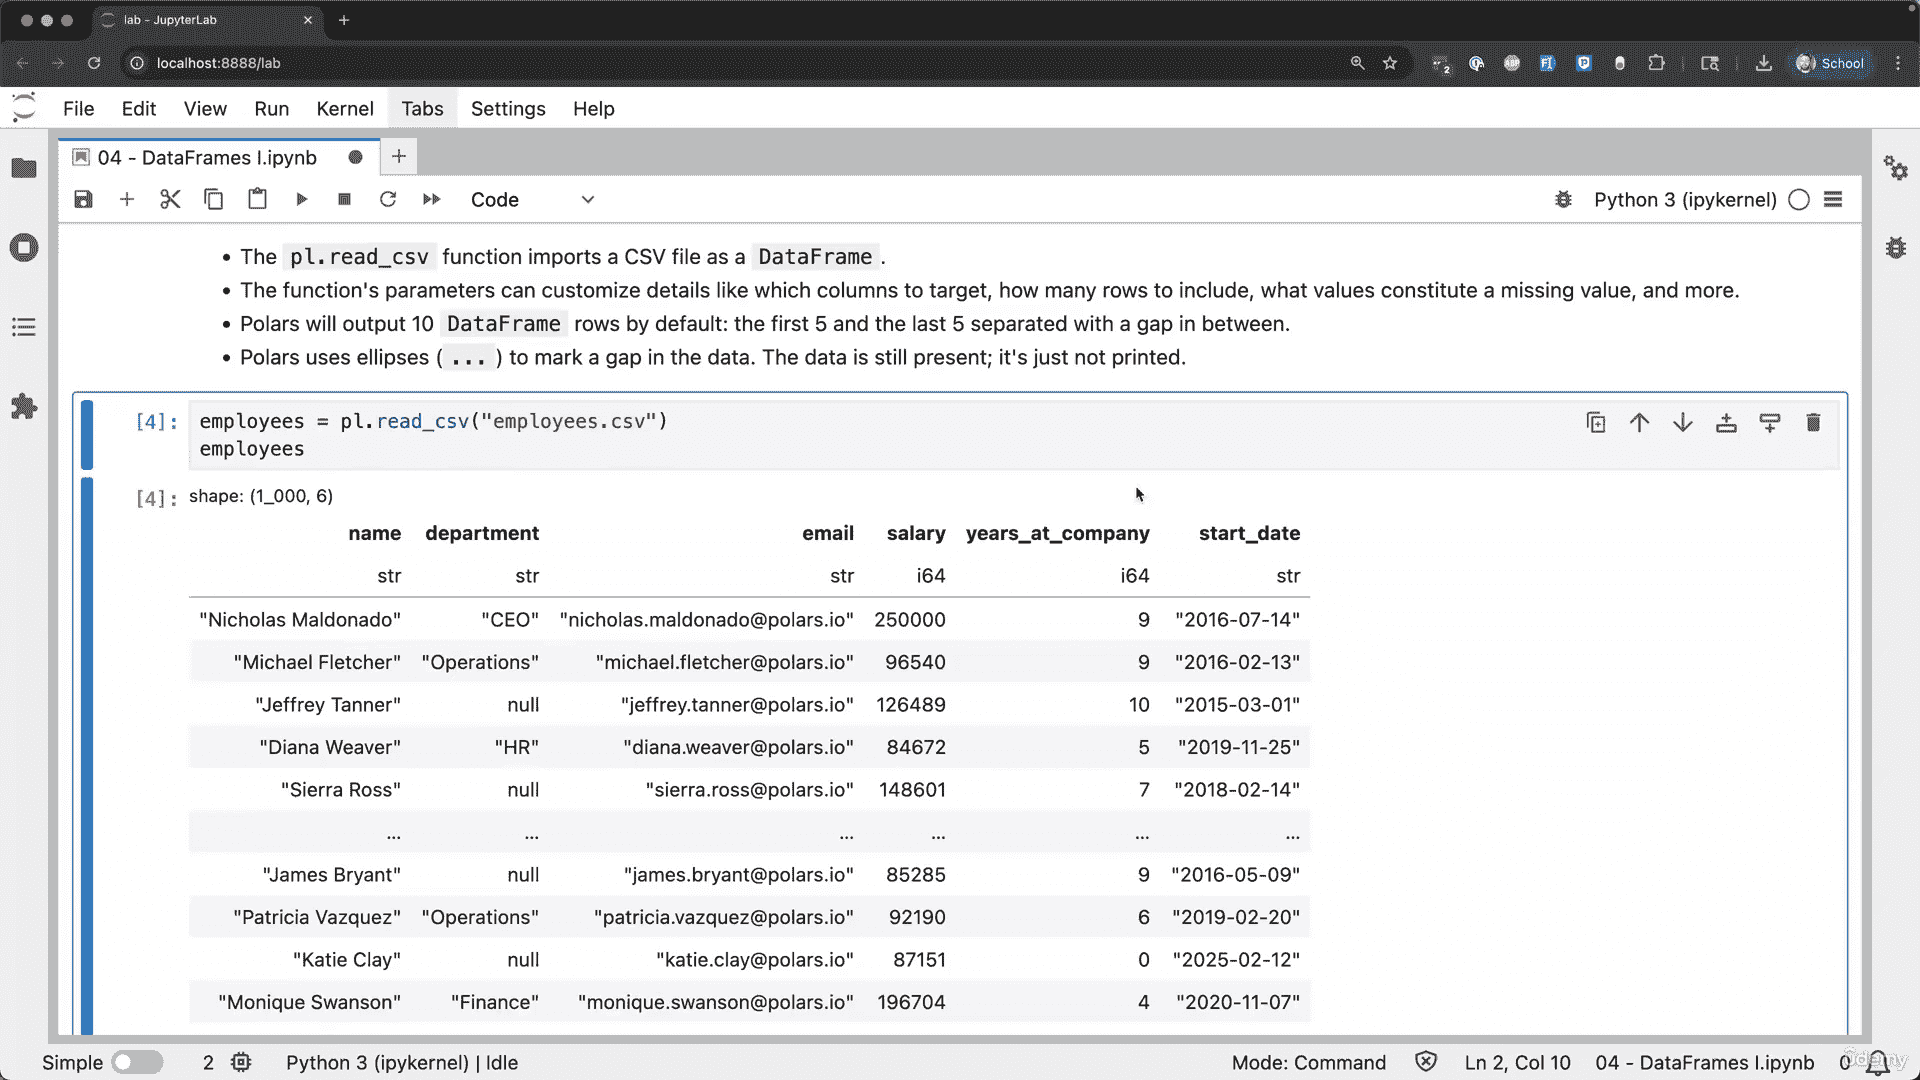 lab - JupyterLab
localhost:8888/lab
2
ABP
School
File Edit View Run Kernel Tabs Settings Help
04 - DataFrames I.ipynb
Code
Python 3 (ipykernel)
• The pl.read_csv function imports a CSV file as a DataFrame.
• The function's parameters can customize details like which columns to target, how many rows to include, what values constitute a missing value, and more.
• Polars will output 10 DataFrame rows by default: the first 5 and the last 5 separated with a gap in between.
• Polars uses ellipses (...) to mark a gap in the data. The data is still present; it's just not printed.
[4]: employees = pl.read_csv("employees.csv")
employees
[4]: shape: (1_000, 6)
name department email salary years_at_company start_date
str str str i64 i64 str
"Nicholas Maldonado" "CEO" "nicholas.maldonado@polars.io" 250000 9 "2016-07-14"
"Michael Fletcher" "Operations" "michael.fletcher@polars.io" 96540 9 "2016-02-13"
"Jeffrey Tanner" null "jeffrey.tanner@polars.io" 126489 10 "2015-03-01"
"Diana Weaver" "HR" "diana.weaver@polars.io" 84672 5 "2019-11-25"
"Sierra Ross" null "sierra.ross@polars.io" 148601 7 "2018-02-14"
... ... ... ... ... ...
"James Bryant" null "james.bryant@polars.io" 85285 9 "2016-05-09"
"Patricia Vazquez" "Operations" "patricia.vazquez@polars.io" 92190 6 "2019-02-20"
"Katie Clay" null "katie.clay@polars.io" 87151 0 "2025-02-12"
"Monique Swanson" "Finance" "monique.swanson@polars.io" 196704 4 "2020-11-07"
Simple 2 Python 3 (ipykernel) | Idle Mode: Command Ln 2, Col 10 04 - DataFrames I.ipynb 0
Udemy